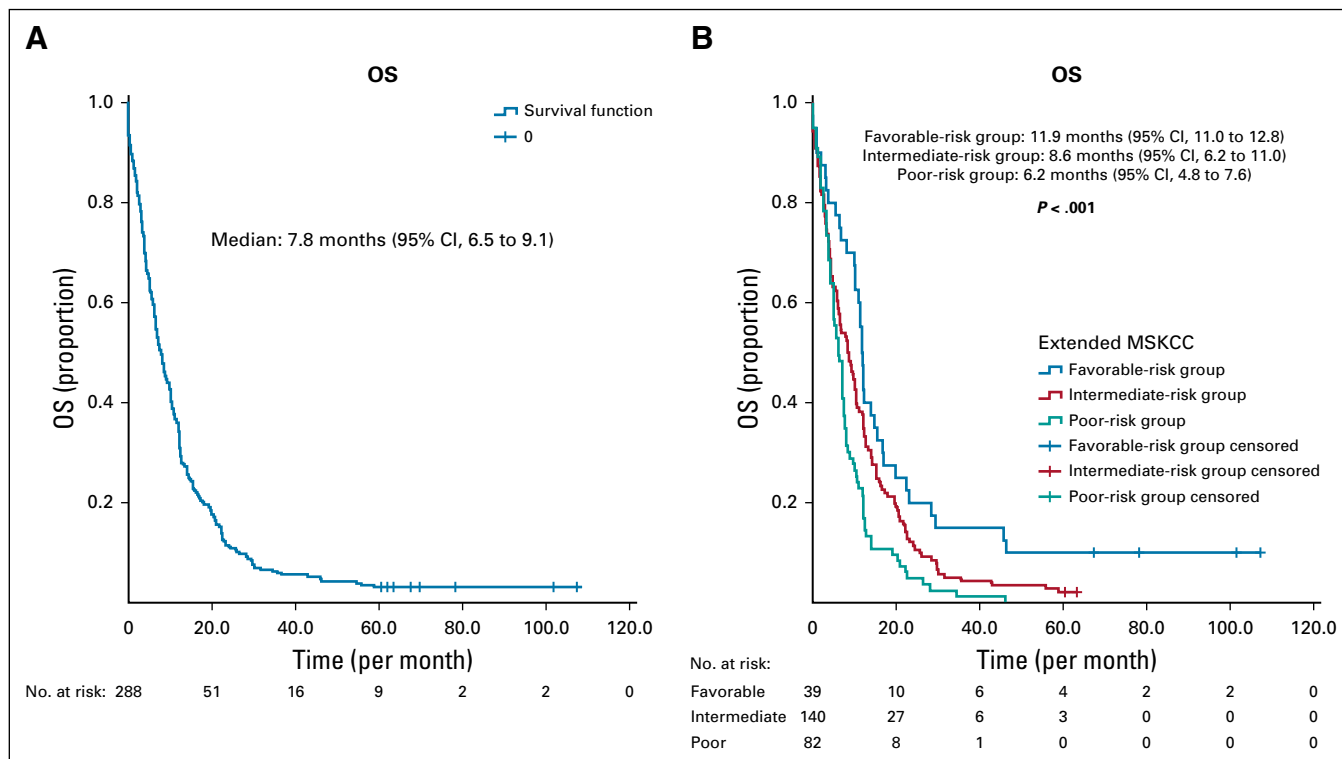 A
OS
1.0
0.8
0.6
0.4
0.2
OS (proportion)
Survival function
0
Median: 7.8 months (95% CI, 6.5 to 9.1)
0 20.0 40.0 60.0 80.0 100.0 120.0
Time (per month)
No. at risk: 288 51 16 9 2 2 0
B
OS
1.0
0.8
0.6
0.4
0.2
OS (proportion)
Favorable-risk group: 11.9 months (95% CI, 11.0 to 12.8)
Intermediate-risk group: 8.6 months (95% CI, 6.2 to 11.0)
Poor-risk group: 6.2 months (95% CI, 4.8 to 7.6)
P < .001
Extended MSKCC
Favorable-risk group
Intermediate-risk group
Poor-risk group
Favorable-risk group censored
Intermediate-risk group censored
Poor-risk group censored
0 20.0 40.0 60.0 80.0 100.0 120.0
Time (per month)
No. at risk:
Favorable 39 10 6 4 2 2 0
Intermediate 140 27 6 3 0 0 0
Poor 82 8 1 0 0 0 0